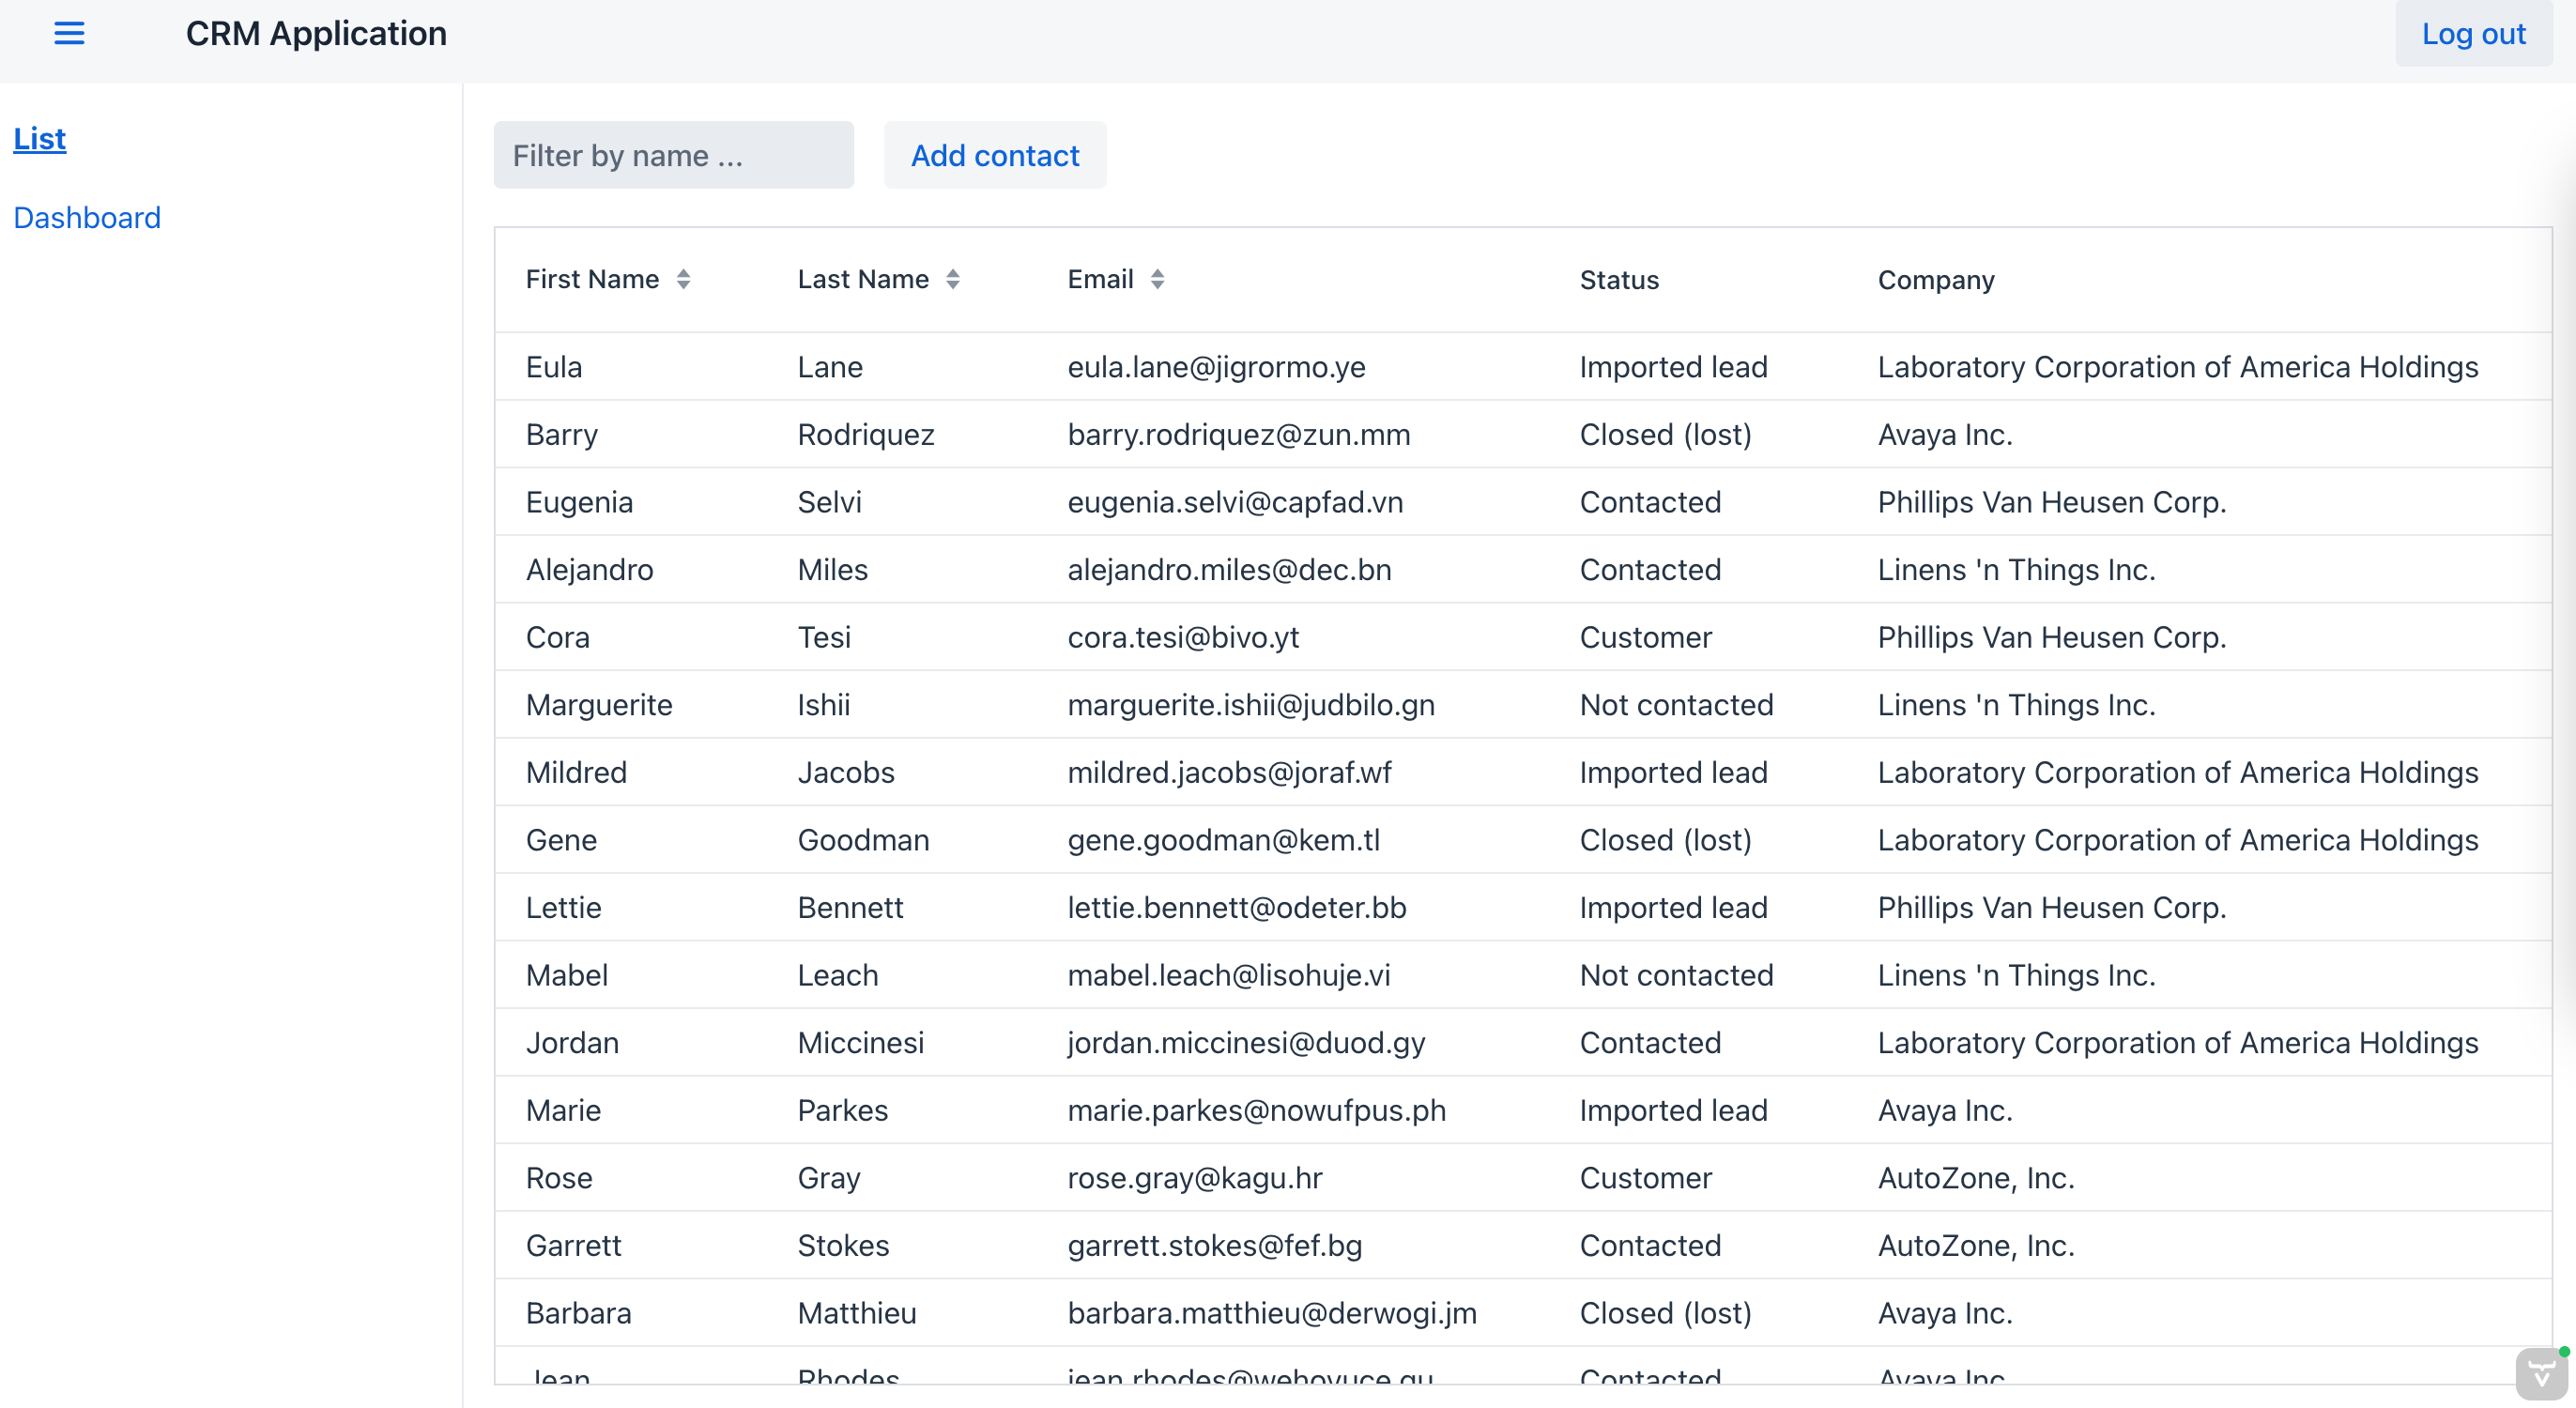 CRM Application
Log out
List
Dashboard
Filter by name ...
Add contact
First Name Last Name Email Status Company
Eula Lane eula.lane@jigrormo.ye Imported lead Laboratory Corporation of America Holdings
Barry Rodriquez barry.rodriquez@zun.mm Closed (lost) Avaya Inc.
Eugenia Selvi eugenia.selvi@capfad.vn Contacted Phillips Van Heusen Corp.
Alejandro Miles alejandro.miles@dec.bn Contacted Linens 'n Things Inc.
Cora Tesi cora.tesi@bivo.yt Customer Phillips Van Heusen Corp.
Marguerite Ishii marguerite.ishii@judbilo.gn Not contacted Linens 'n Things Inc.
Mildred Jacobs mildred.jacobs@joraf.wf Imported lead Laboratory Corporation of America Holdings
Gene Goodman gene.goodman@kem.tl Closed (lost) Laboratory Corporation of America Holdings
Lettie Bennett lettie.bennett@odeter.bb Imported lead Phillips Van Heusen Corp.
Mabel Leach mabel.leach@lisohuje.vi Not contacted Linens 'n Things Inc.
Jordan Miccinesi jordan.miccinesi@duod.gy Contacted Laboratory Corporation of America Holdings
Marie Parkes marie.parkes@nowufpus.ph Imported lead Avaya Inc.
Rose Gray rose.gray@kagu.hr Customer AutoZone, Inc.
Garrett Stokes garrett.stokes@fef.bg Contacted AutoZone, Inc.
Barbara Matthieu barbara.matthieu@derwogi.jm Closed (lost) Avaya Inc.
Jean Rhodes Contacted Avaya Inc.